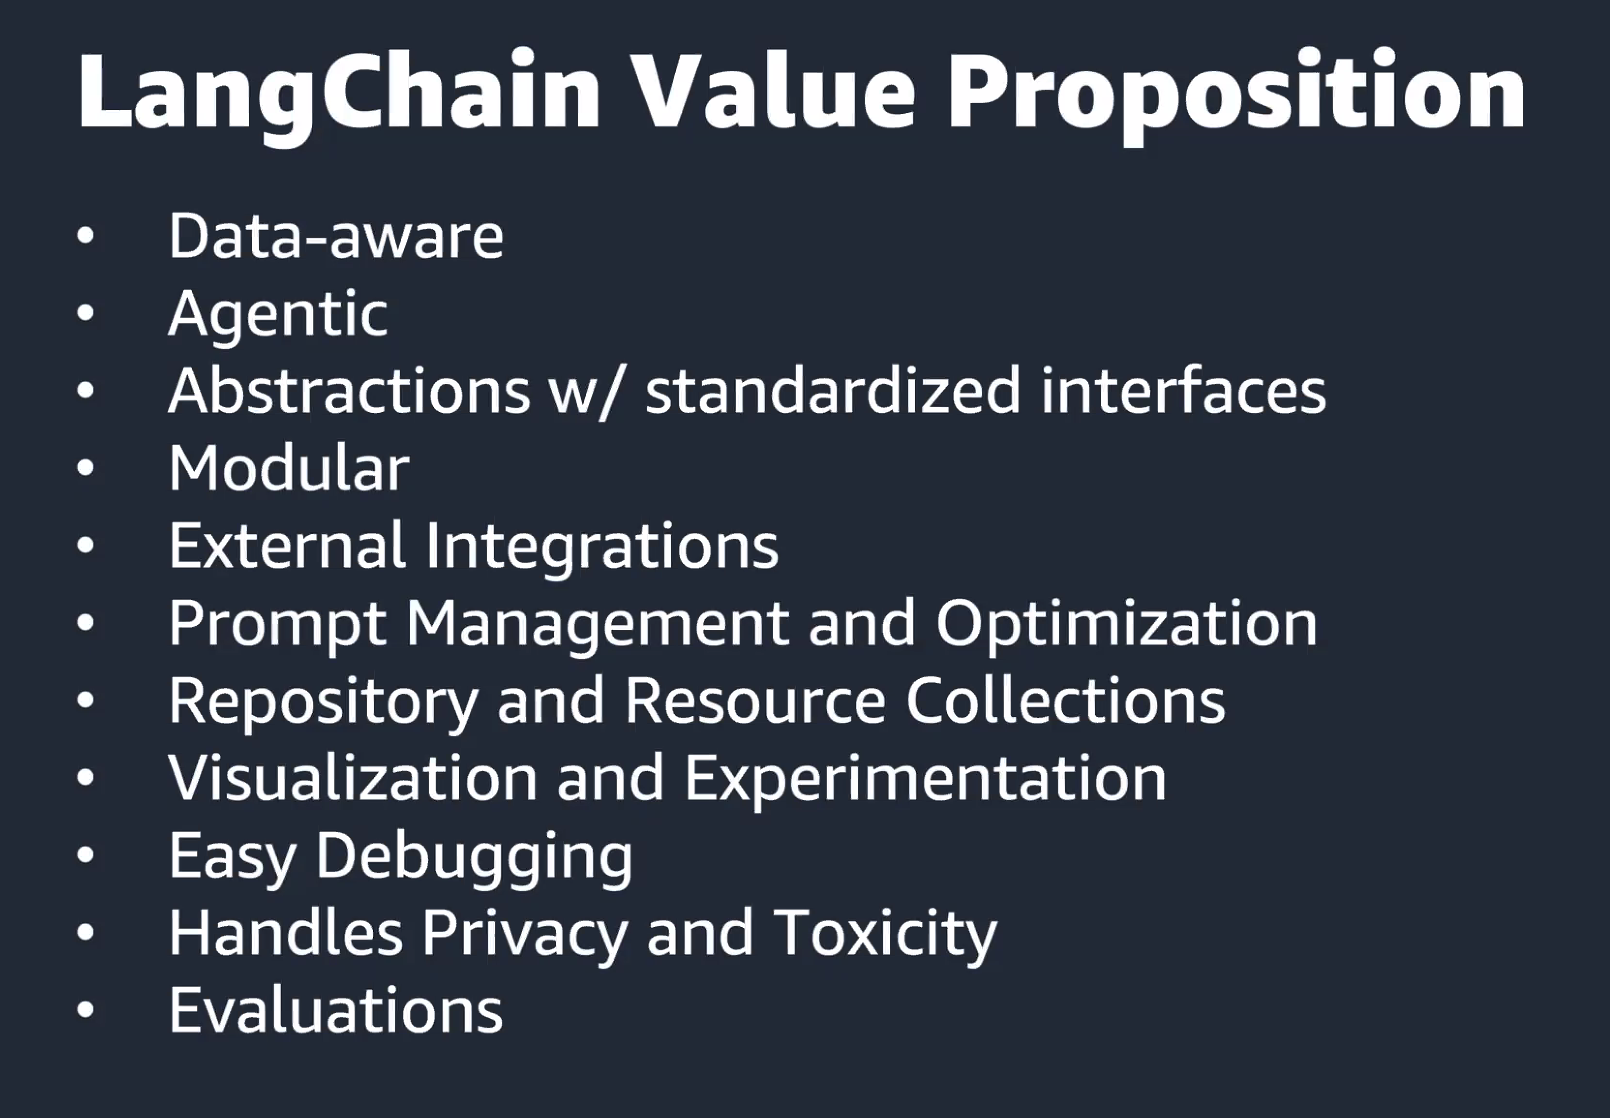 LangChain Value Proposition
• Data-aware
• Agentic
• Abstractions w/ standardized interfaces
• Modular
• External Integrations
• Prompt Management and Optimization
• Repository and Resource Collections
• Visualization and Experimentation
• Easy Debugging
• Handles Privacy and Toxicity
• Evaluations